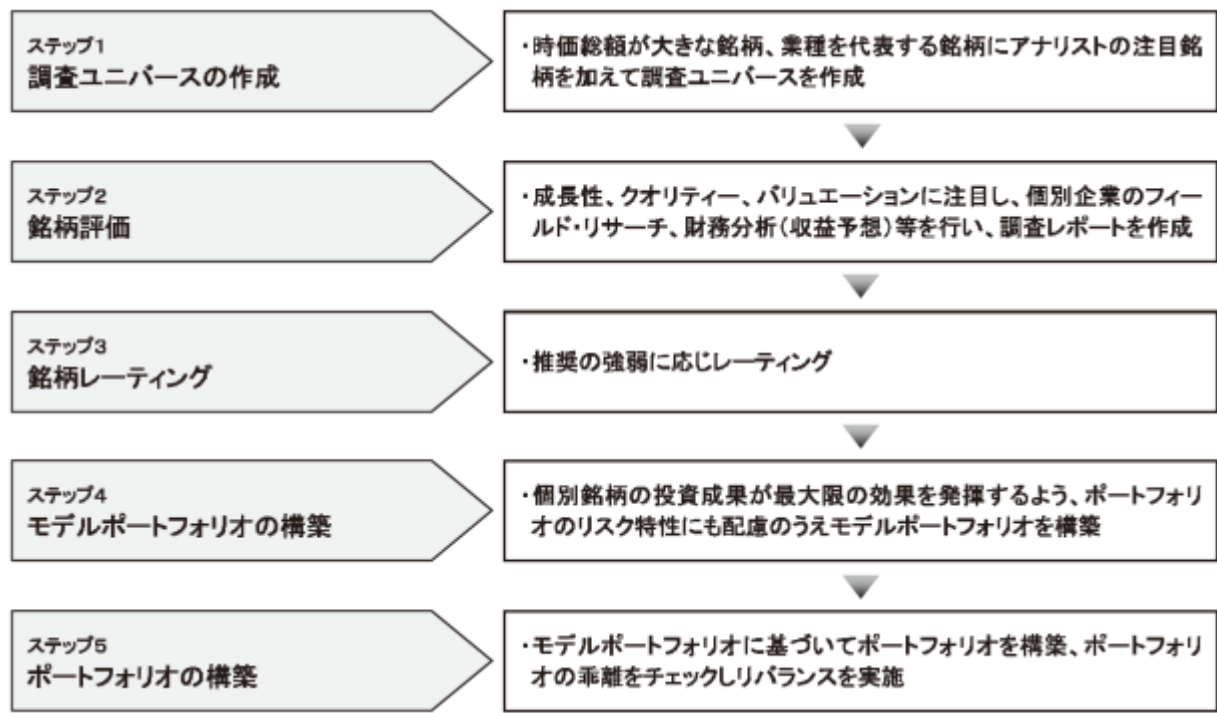 ステップ1
調査ユニバースの作成
・時価総額が大きな銘柄、業種を代表する銘柄にアナリストの注目銘
柄を加えて調査ユニバースを作成
ステップ2
銘柄評価
・成長性、クオリティー、バリュエーションに注目し、個別企業のフィー
ルド・リサーチ、財務分析(収益予想)等を行い、調査レポートを作成
ステップ3
銘柄レーティング
・推奨の強弱に応じレーティング
ステップ4
モデルポートフォリオの構築
・個別銘柄の投資成果が最大限の効果を発揮するよう、ポートフォリ
オのリスク特性にも配慮のうえモデルポートフォリオを構築
ステップ5
ポートフォリオの構築
・モデルポートフォリオに基づいてポートフォリオを構築、ポートフォリ
オの乖離をチェックしリバランスを実施